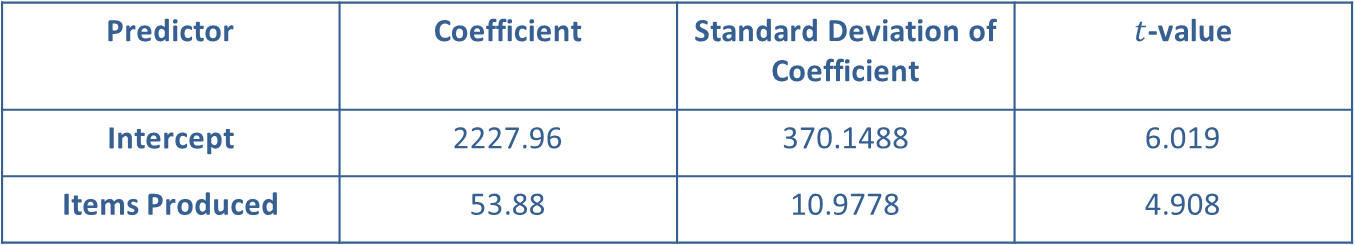 Predictor Coefficient Standard Deviation of Coefficient t-value
Intercept 2227.96 370.1488 6.019
Items Produced 53.88 10.9778 4.908